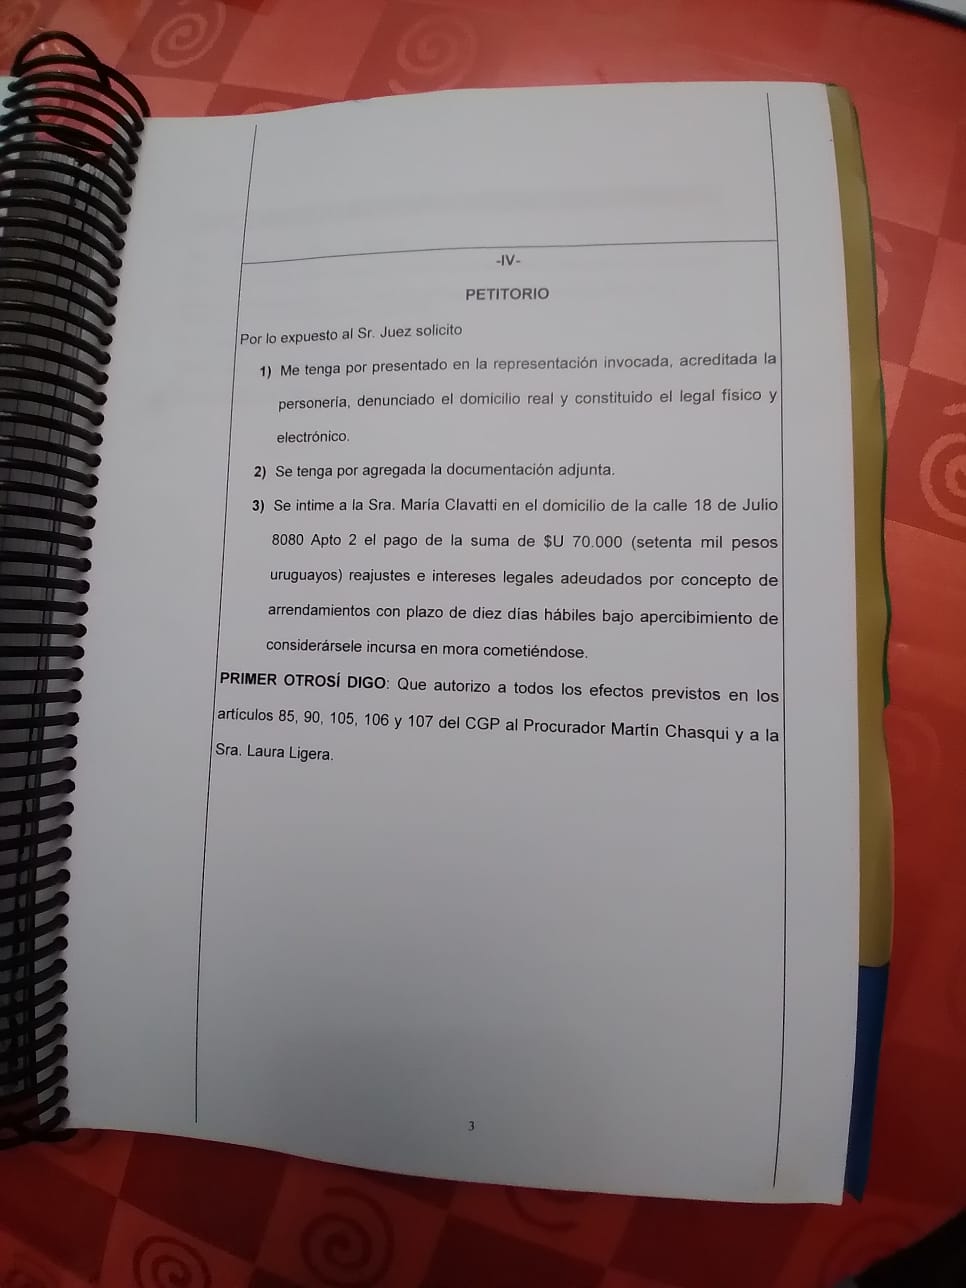 -IV-
PETITORIO
Por lo expuesto al Sr. Juez solicito
1) Me tenga por presentado en la representación invocada, acreditada la
personería, denunciado el domicilio real y constituido el legal físico y
electrónico.
2) Se tenga por agregada la documentación adjunta.
3) Se intime a la Sra. María Clavatti en el domicilio de la calle 18 de Julio
8080 Apto 2 el pago de la suma de $U 70.000 (setenta mil pesos
uruguayos) reajustes e intereses legales adeudados por concepto de
arrendamientos con plazo de diez días hábiles bajo apercibimiento de
considerársele incursa en mora cometiéndose.
PRIMER OTROSÍ DIGO: Que autorizo a todos los efectos previstos en los
artículos 85, 90, 105, 106 y 107 del CGP al Procurador Martín Chasqui y a la
Sra. Laura Ligera.
3